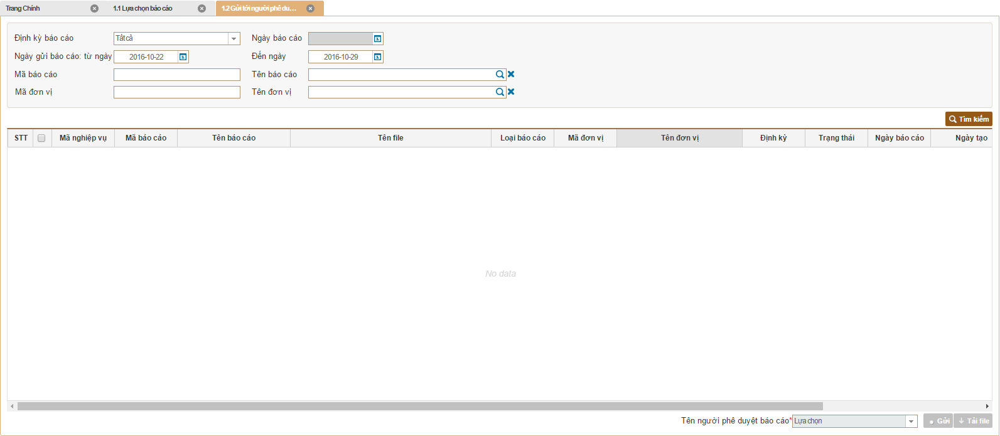 Trang Chính 1.1 Lựa chọn báo cáo 1.2 Gửi tới người phê du...
Định kỳ báo cáo Tất cả Ngày báo cáo
Ngày gửi báo cáo: từ ngày 2016-10-22 Đến ngày 2016-10-29
Mã báo cáo Tên báo cáo
Mã đơn vị Tên đơn vị
Tìm kiếm
STT Mã nghiệp vụ Mã báo cáo Tên báo cáo Tên file Loại báo cáo Mã đơn vị Tên đơn vị Định kỳ Trạng thái Ngày báo cáo Ngày tạo
No data
Tên người phê duyệt báo cáo* Lựa chọn Gửi Tải file